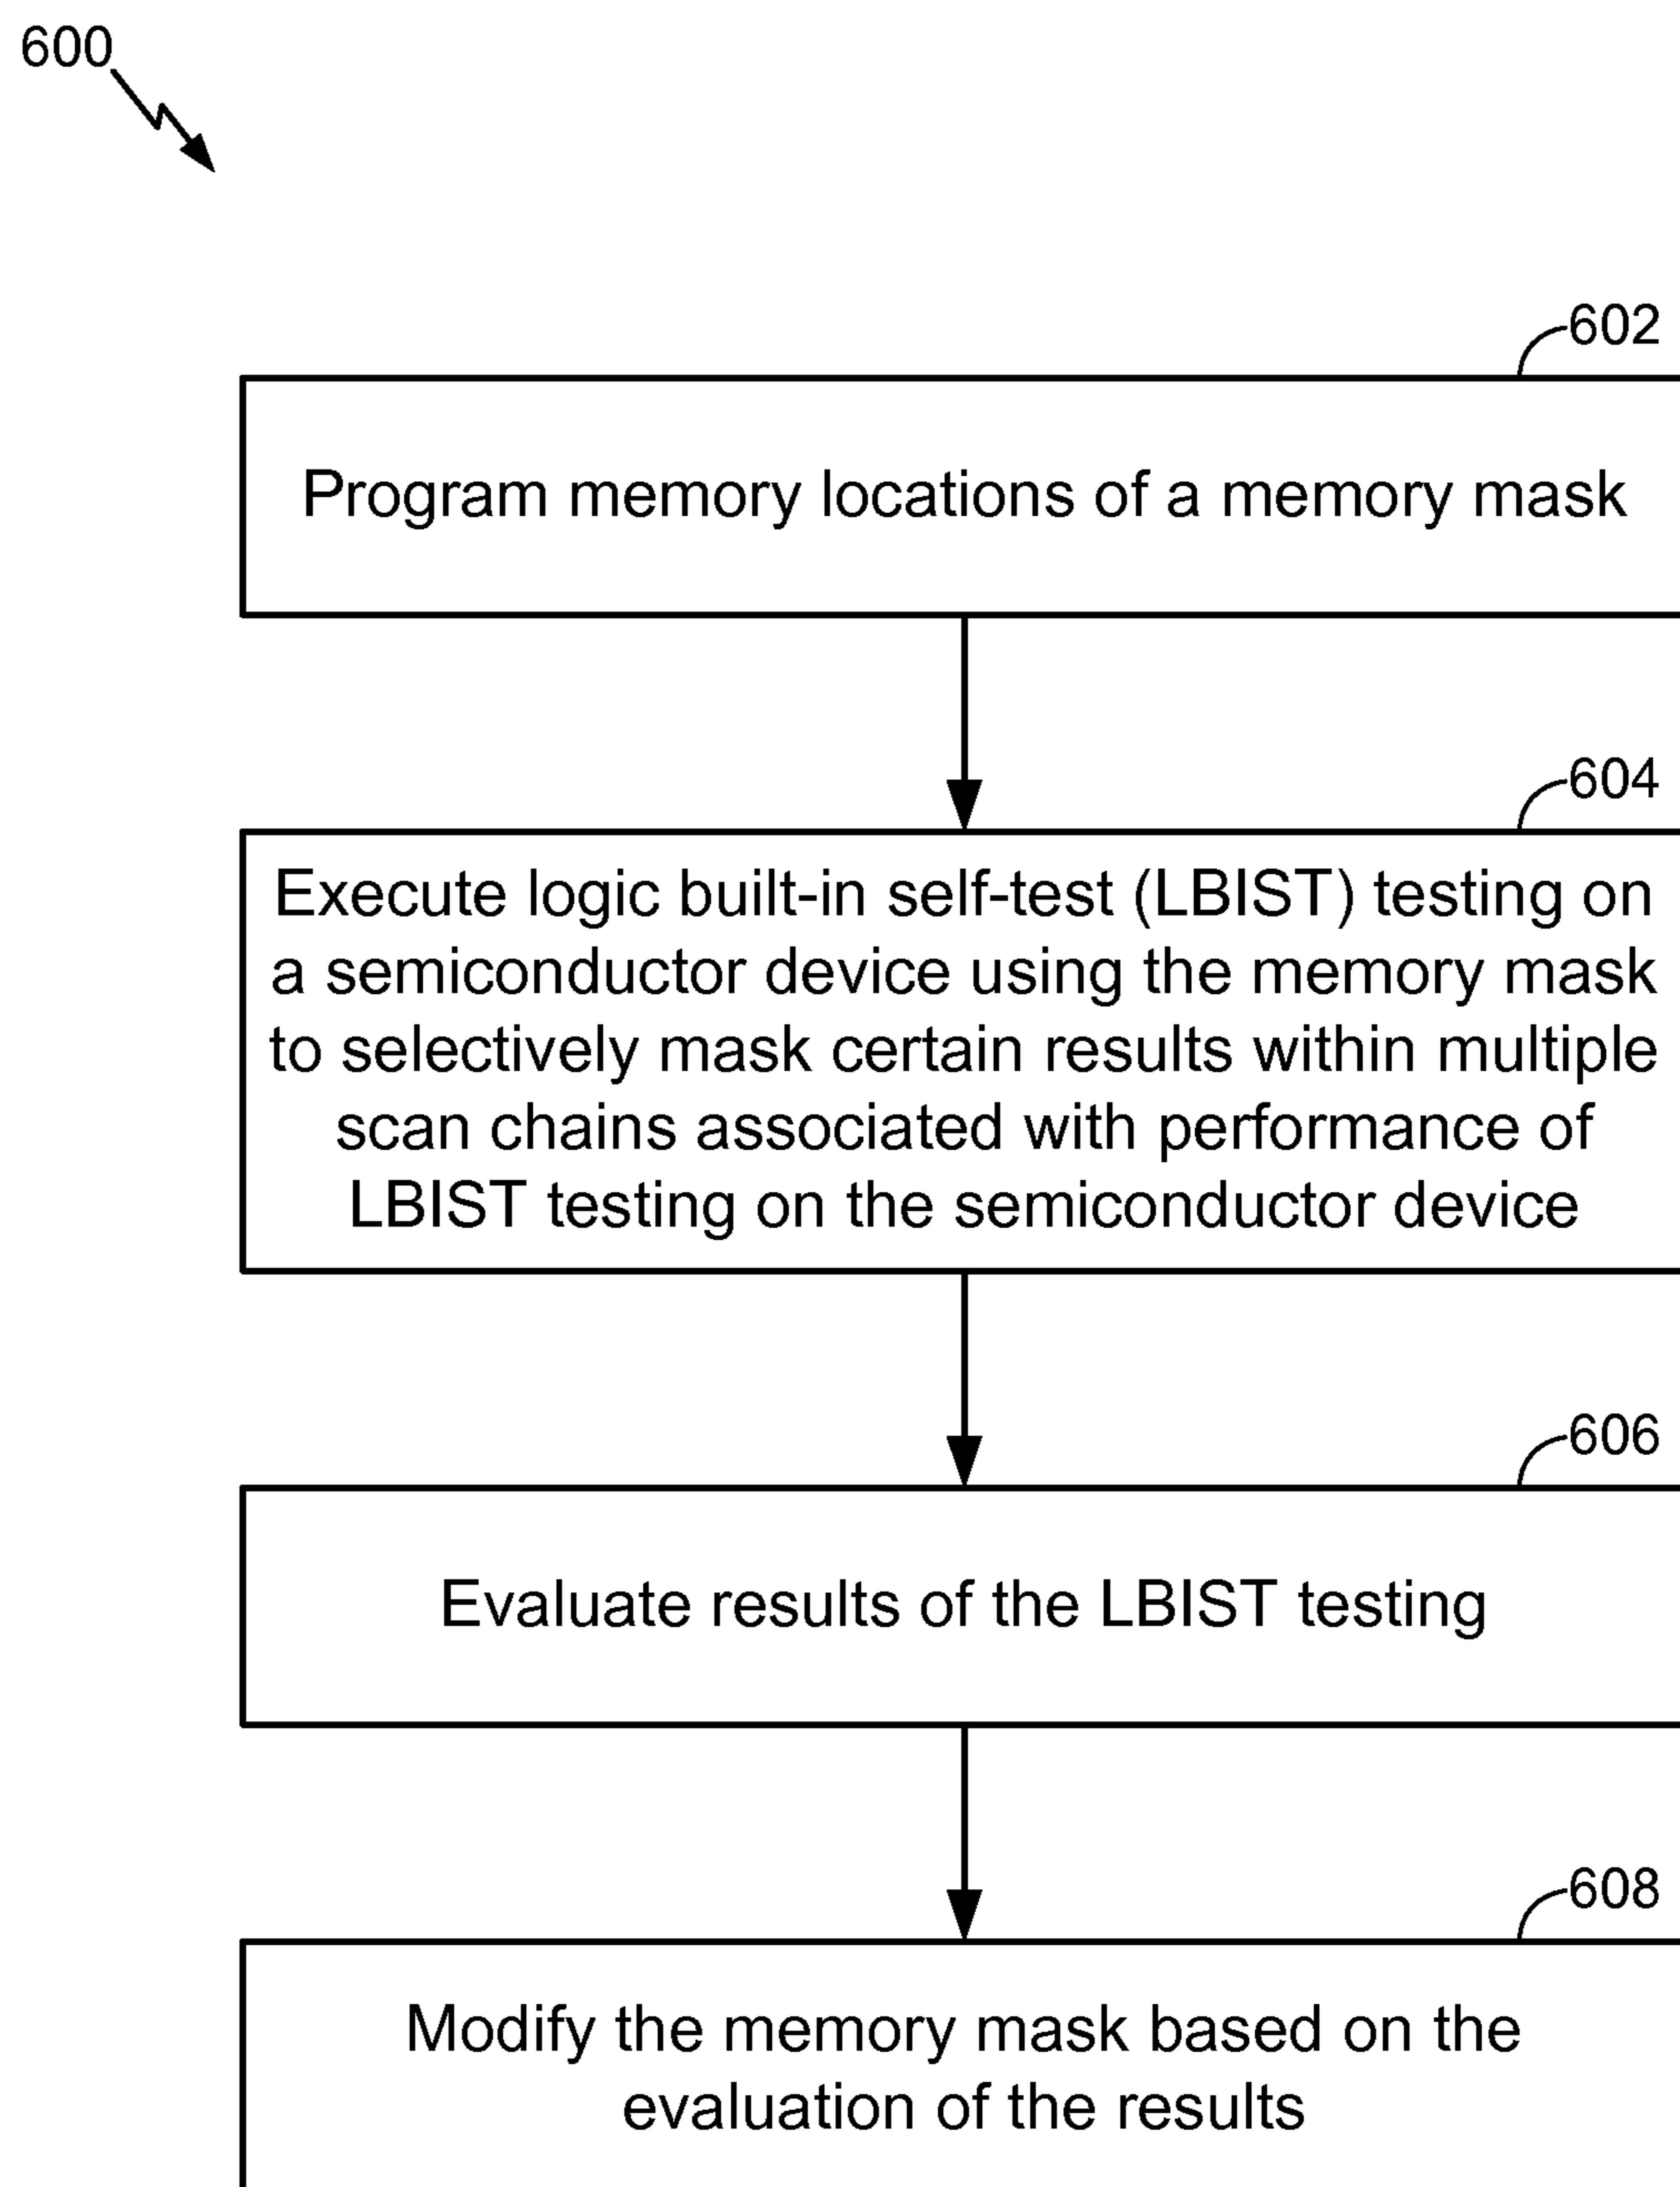 600
602
Program memory locations of a memory mask
604
Execute logic built-in self-test (LBIST) testing on
a semiconductor device using the memory mask
to selectively mask certain results within multiple
scan chains associated with performance of
LBIST testing on the semiconductor device
606
Evaluate results of the LBIST testing
608
Modify the memory mask based on the
evaluation of the results